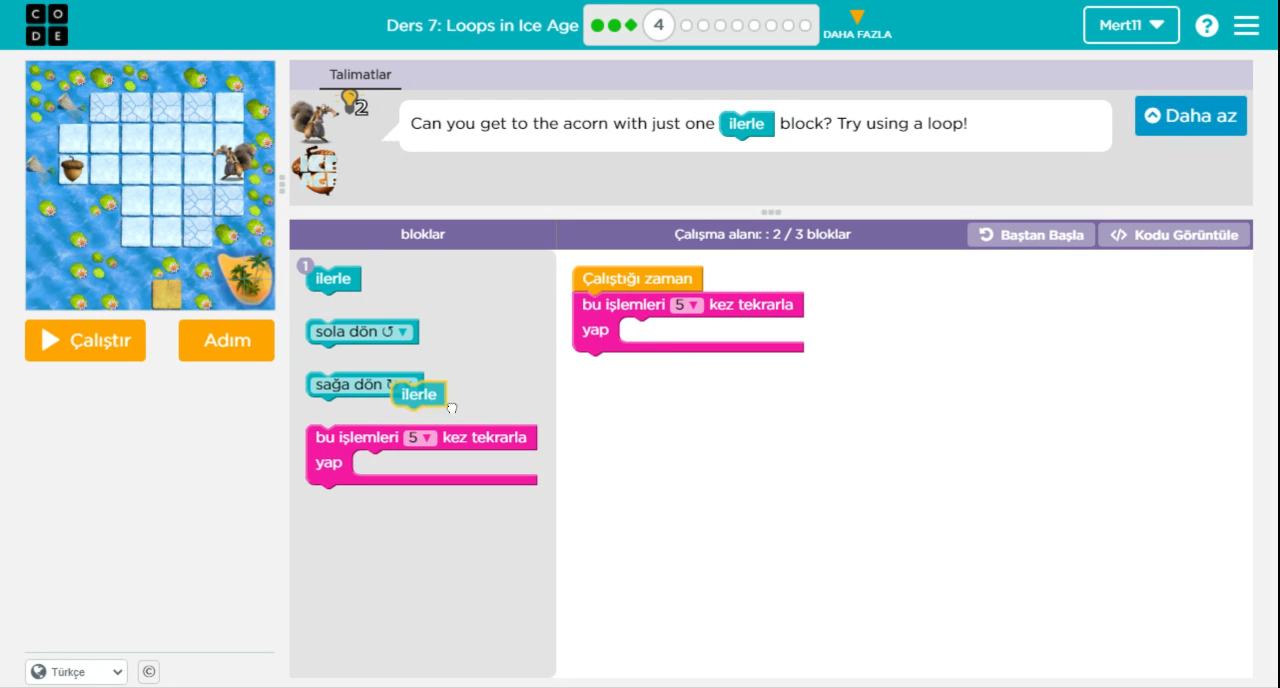 C O
D E
Ders 7: Loops in Ice Age
4
DAHA FAZLA
Mert11
?
Talimatlar
2
Can you get to the acorn with just one ilerle block? Try using a loop!
Daha az
ICE
AGE
bloklar
Çalışma alanı: : 2 / 3 bloklar
Baştan Başla
</> Kodu Görüntüle
1
ilerle
sola dön
sağa dön
ilerle
bu işlemleri 5 kez tekrarla
yap
Çalıştığı zaman
bu işlemleri 5 kez tekrarla
yap
Çalıştır
Adım
Türkçe
©